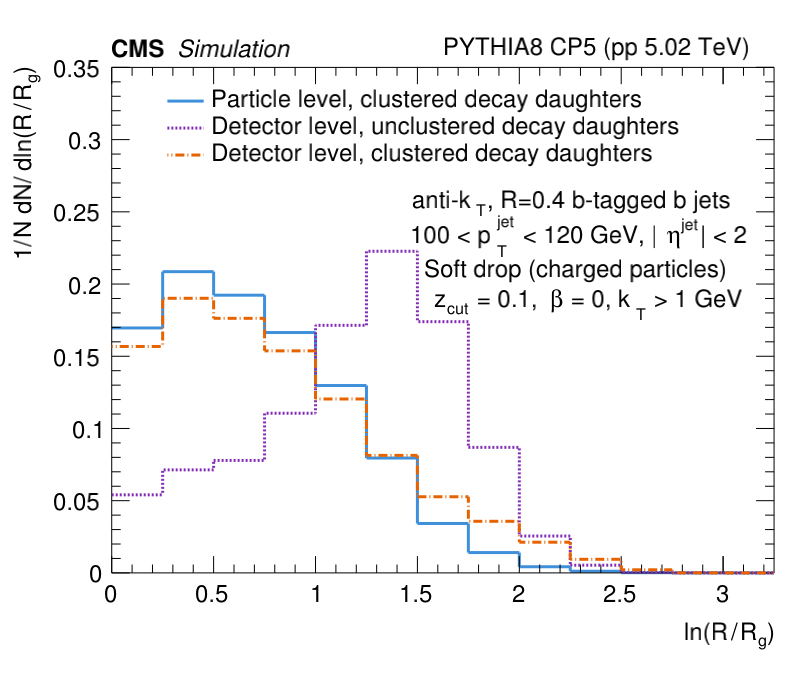 CMS Simulation PYTHIA8 CP5 (pp 5.02 TeV)
1/N dN/dln(R/Rg)
0.35
0.3
0.25
0.2
0.15
0.1
0.05
0
Particle level, clustered decay daughters
Detector level, unclustered decay daughters
Detector level, clustered decay daughters
anti-kT, R=0.4 b-tagged b jets
100 < pTjet < 120 GeV, | ηjet| < 2
Soft drop (charged particles)
zcut = 0.1, β = 0, kT > 1 GeV
0 0.5 1 1.5 2 2.5 3
ln(R/Rg)